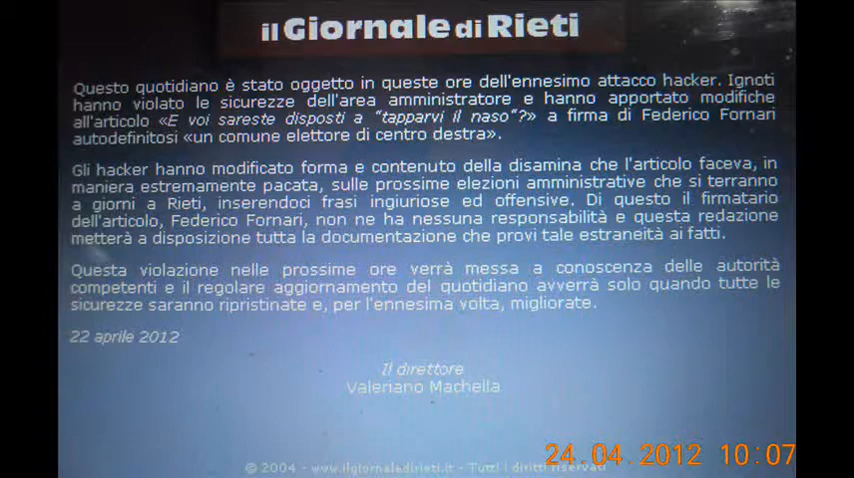 il Giornale di Rieti
Questo quotidiano è stato oggetto in queste ore dell'ennesimo attacco hacker. Ignoti
hanno violato le sicurezze dell'area amministratore e hanno apportato modifiche
all'articolo «E voi sareste disposti a "tapparvi il naso"?» a firma di Federico Fornari
autodefinitosi «un comune elettore di centro destra».
Gli hacker hanno modificato forma e contenuto della disamina che l'articolo faceva, in
maniera estremamente pacata, sulle prossime elezioni amministrative che si terranno
a giorni a Rieti, inserendoci frasi ingiuriose ed offensive. Di questo il firmatario
dell'articolo, Federico Fornari, non ne ha nessuna responsabilità e questa redazione
metterà a disposizione tutta la documentazione che provi tale estraneità ai fatti.
Questa violazione nelle prossime ore verrà messa a conoscenza delle autorità
competenti e il regolare aggiornamento del quotidiano avverrà solo quando tutte le
sicurezze saranno ripristinate e, per l'ennesima volta, migliorate.
22 aprile 2012
Il direttore
Valeriano Machella
© 2004 - www.ilgiornaledirieti.it - Tutti i diritti riservati
24.04.2012 10:07